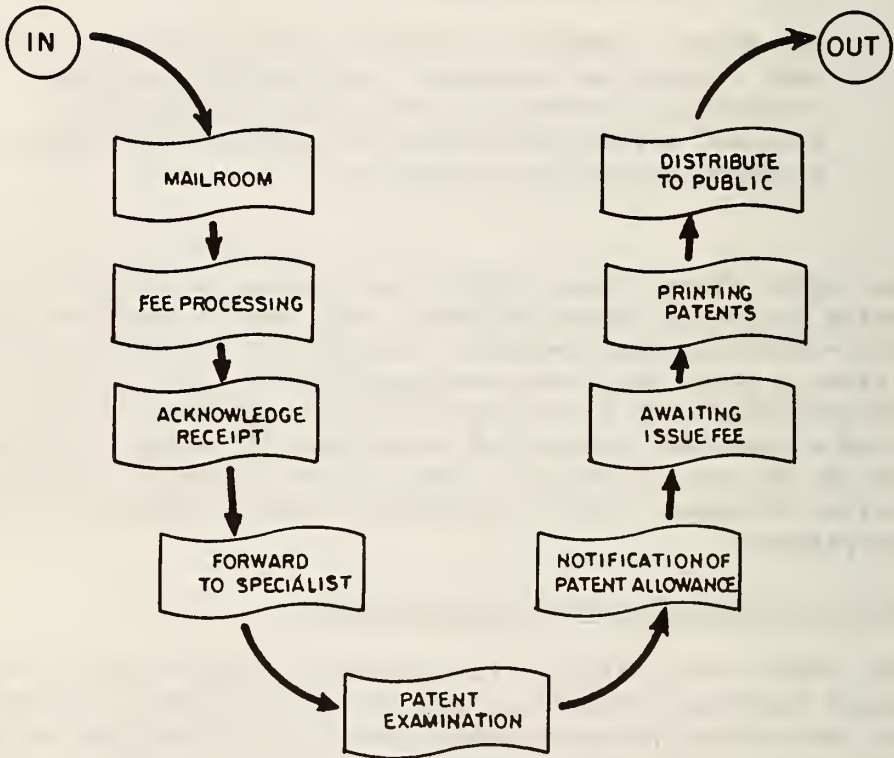 IN
MAILROOM
FEE PROCESSING
ACKNOWLEDGE
RECEIPT
FORWARD
TO SPECIALIST
PATENT
EXAMINATION
NOTIFICATION OF
PATENT ALLOWANCE
AWAITING
ISSUE FEE
PRINTING
PATENTS
DISTRIBUTE
TO PUBLIC
OUT